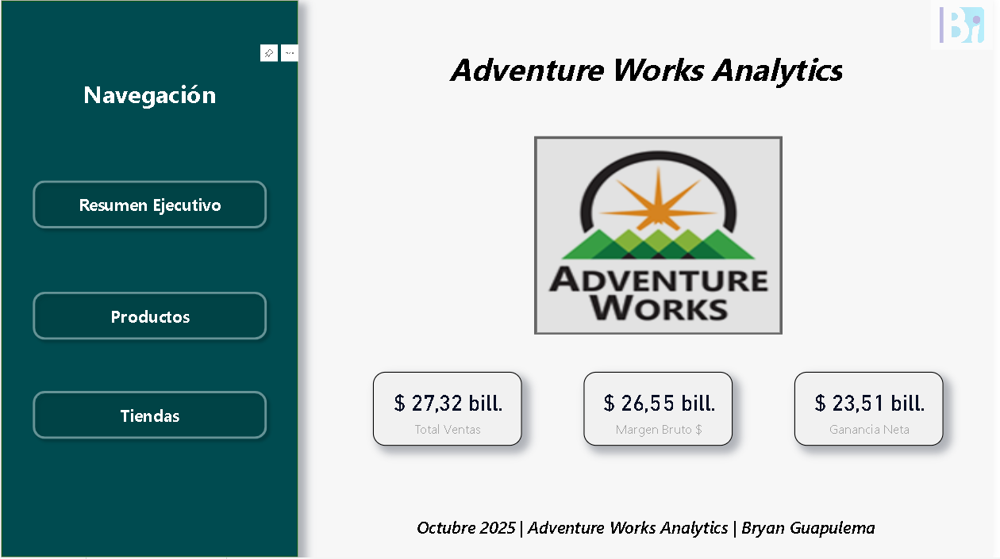 Bi
Adventure Works Analytics
Navegación
Resumen Ejecutivo
Productos
Tiendas
ADVENTURE
WORKS
$ 27,32 bill.
Total Ventas
$ 26,55 bill.
Margen Bruto $
$ 23,51 bill.
Ganancia Neta
Octubre 2025 | Adventure Works Analytics | Bryan Guapulema